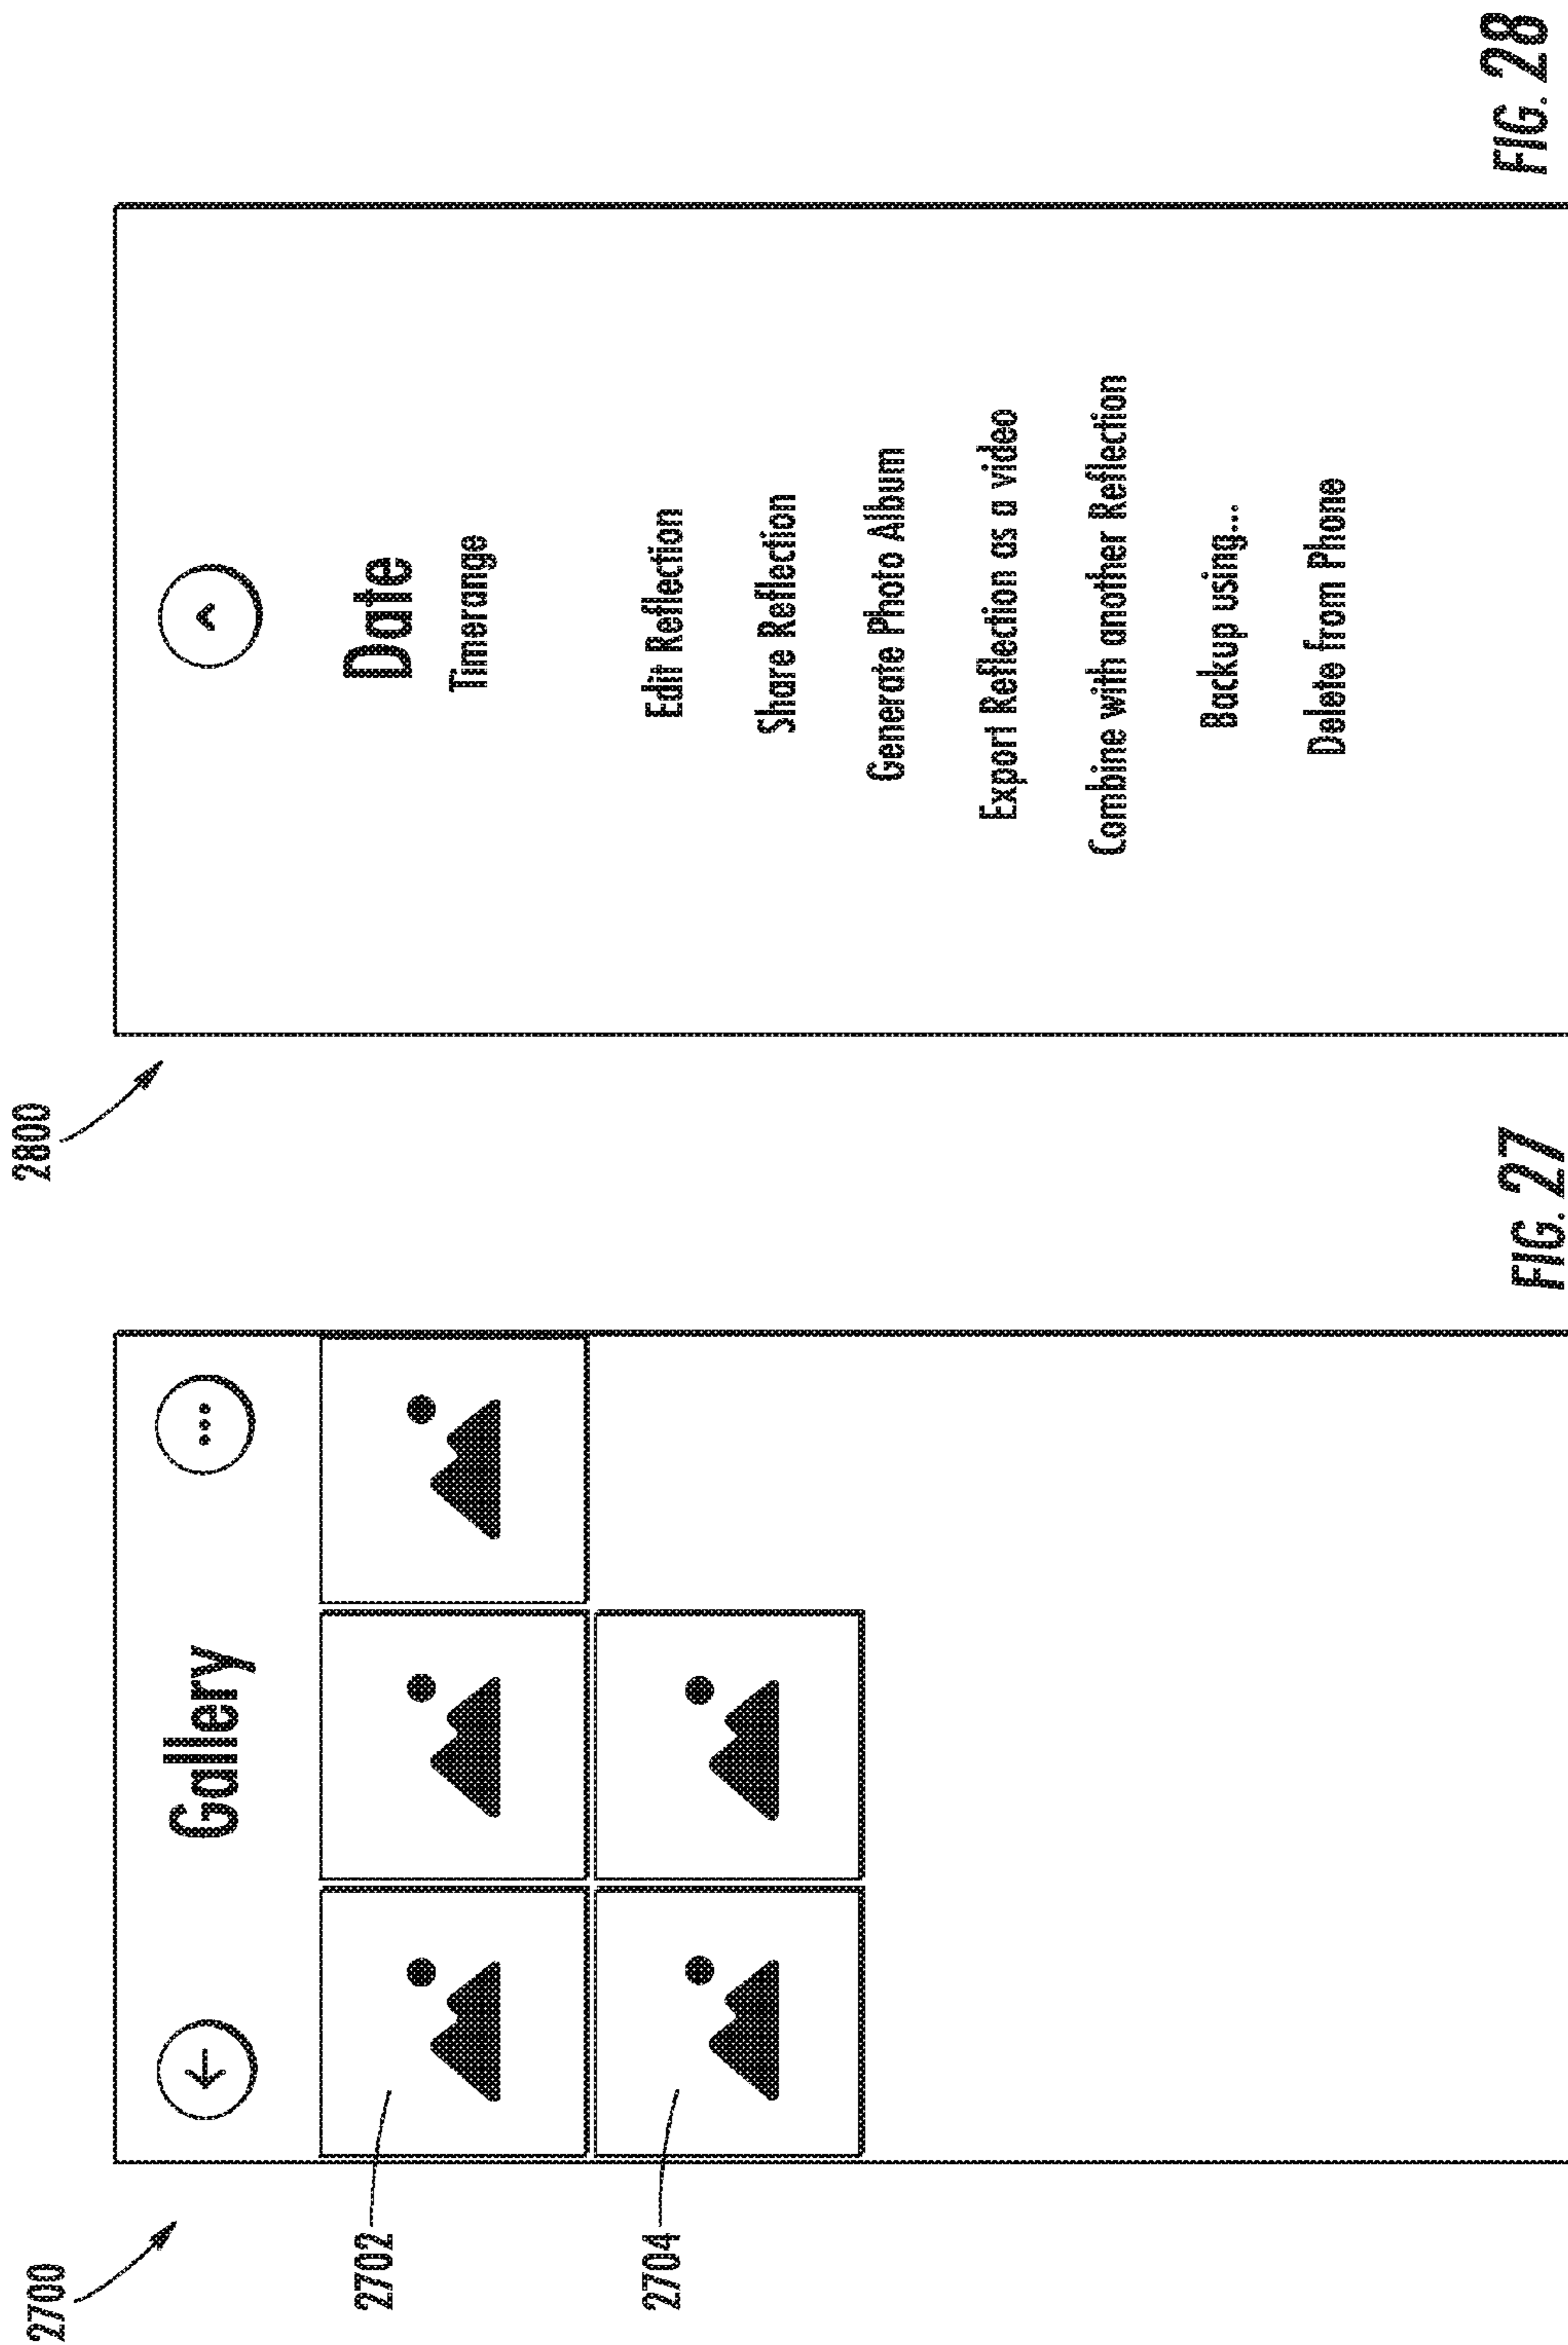 2700
Gallery
...
2702
2704
FIG. 27
2800
Date
Timerange
Edit Reflection
Share Reflection
Generate Photo Album
Export Reflection as a video
Combine with another Reflection
Backup using...
Delete from Phone
FIG. 28